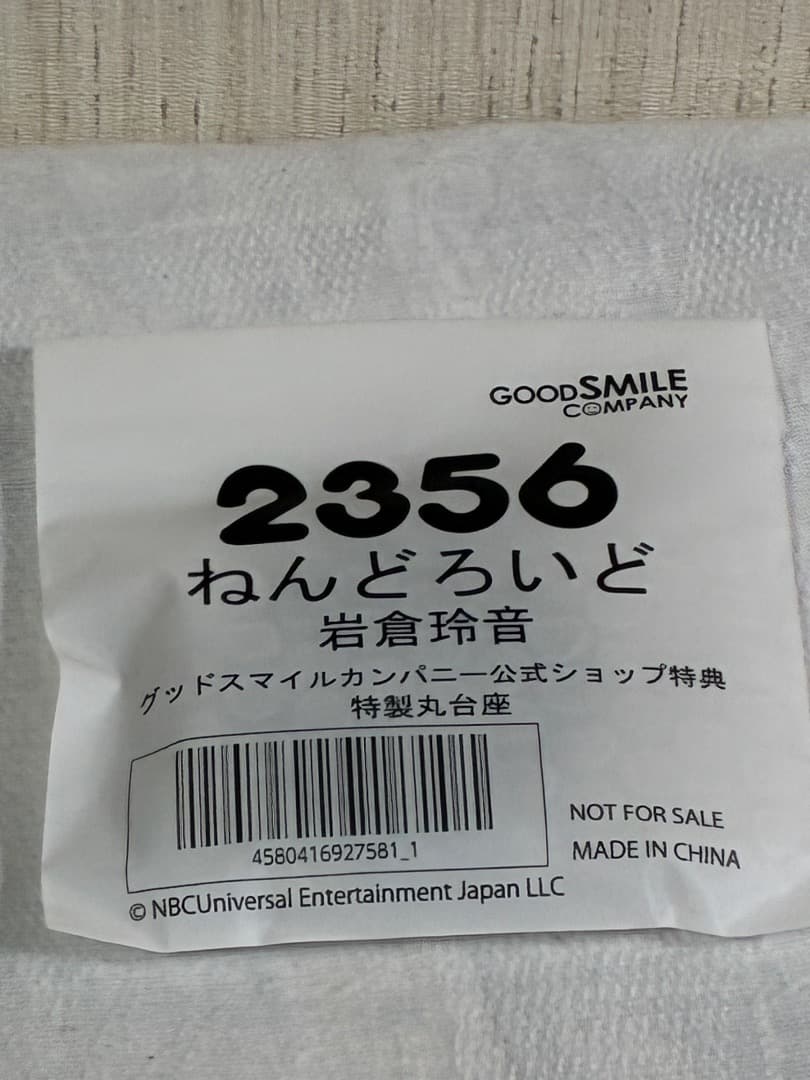 GOODSMILE
COMPANY
2356
ねんどろいど
岩倉玲音
グッドスマイルカンパニー公式ショップ特典
特製丸台座
4580416927581_1
NOT FOR SALE
MADE IN CHINA
© NBCUniversal Entertainment Japan LLC